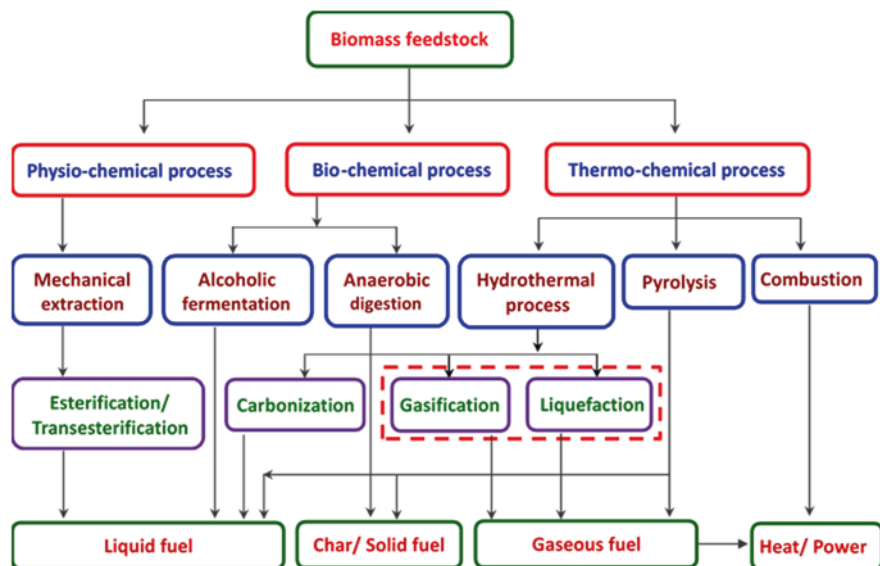 Biomass feedstock
Physio-chemical process
Bio-chemical process
Thermo-chemical process
Mechanical
extraction
Alcoholic
fermentation
Anaerobic
digestion
Hydrothermal
process
Pyrolysis
Combustion
Esterification/
Transesterification
Carbonization
Gasification
Liquefaction
Liquid fuel
Char/ Solid fuel
Gaseous fuel
Heat/ Power